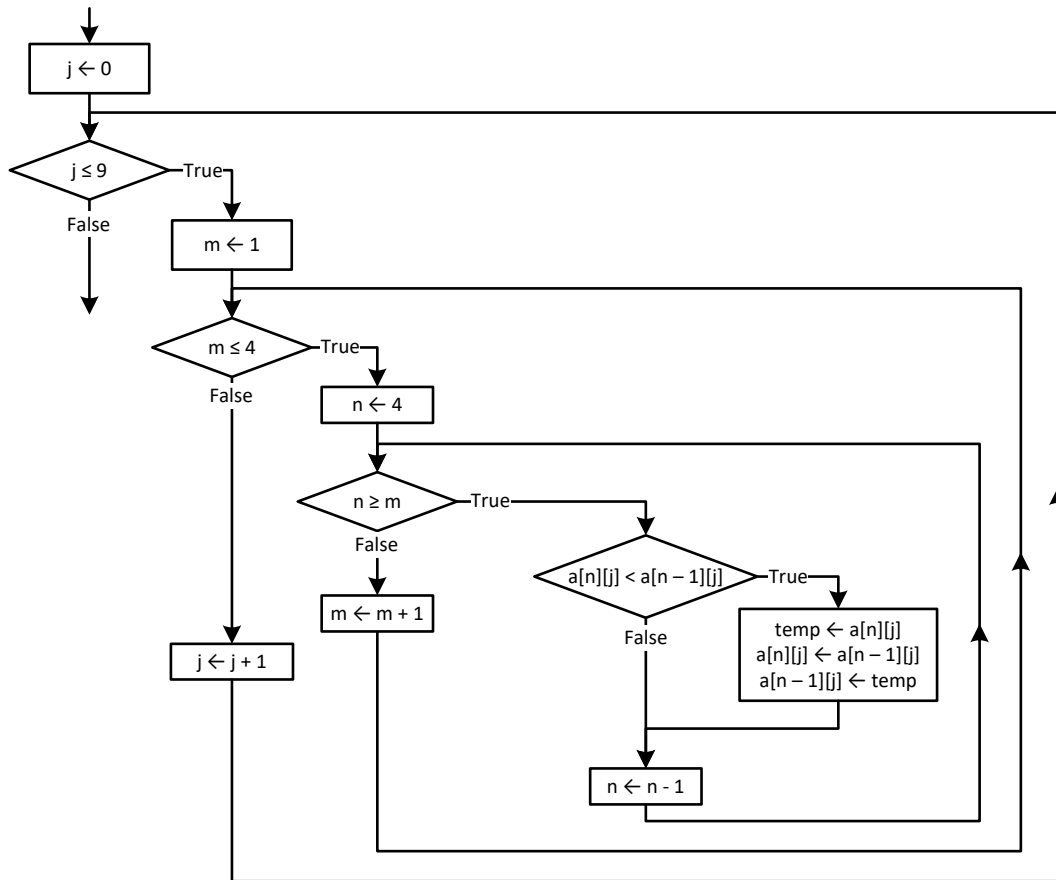 j ← 0
j ≤ 9
True
False
m ← 1
m ≤ 4
True
False
n ← 4
n ≥ m
True
False
a[n][j] < a[n – 1][j]
True
False
m ← m + 1
temp ← a[n][j]
a[n][j] ← a[n – 1][j]
a[n – 1][j] ← temp
j ← j + 1
n ← n - 1